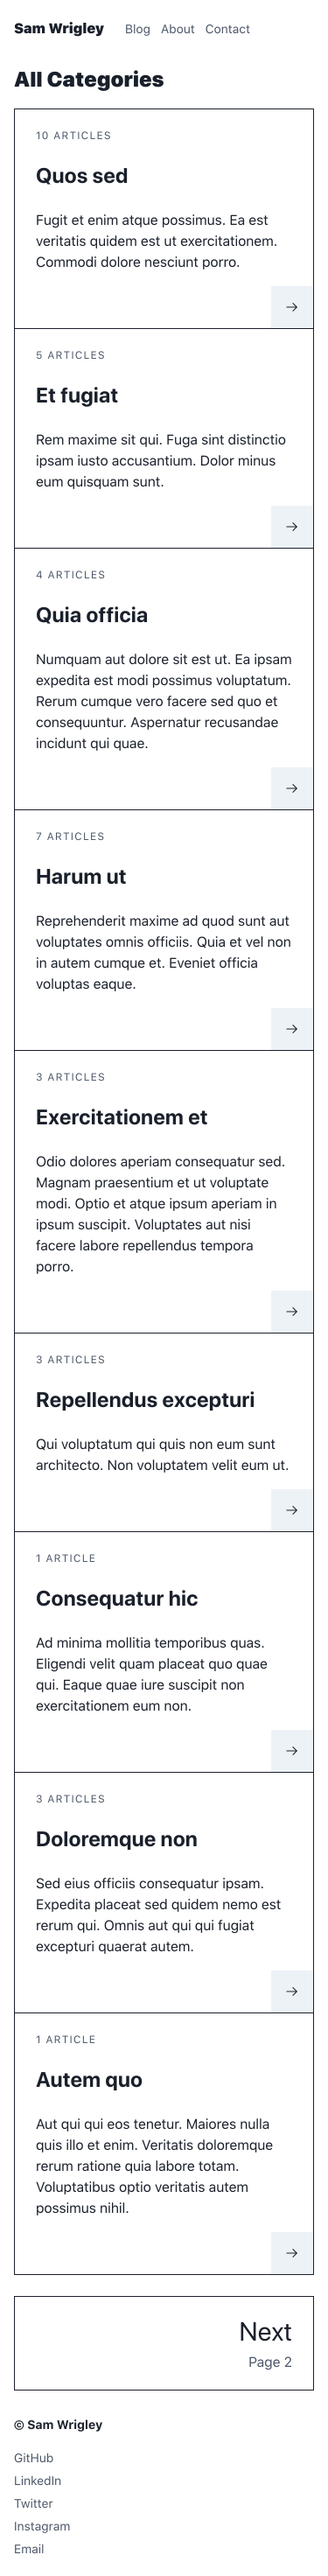 Sam Wrigley Blog About Contact
All Categories
10 ARTICLES
Quos sed
Fugit et enim atque possimus. Ea est
veritatis quidem est ut exercitationem.
Commodi dolore nesciunt porro.
→
5 ARTICLES
Et fugiat
Rem maxime sit qui. Fuga sint distinctio
ipsam iusto accusantium. Dolor minus
eum quisquam sunt.
→
4 ARTICLES
Quia officia
Numquam aut dolore sit est ut. Ea ipsam
expedita est modi possimus voluptatum.
Rerum cumque vero facere sed quo et
consequuntur. Aspernatur recusandae
incidunt qui quae.
→
7 ARTICLES
Harum ut
Reprehenderit maxime ad quod sunt aut
voluptates omnis officiis. Quia et vel non
in autem cumque et. Eveniet officia
voluptas eaque.
→
3 ARTICLES
Exercitationem et
Odio dolores aperiam consequatur sed.
Magnam praesentium et ut voluptate
modi. Optio et atque ipsum aperiam in
ipsum suscipit. Voluptates aut nisi
facere labore repellendus tempora
porro.
→
3 ARTICLES
Repellendus excepturi
Qui voluptatum qui quis non eum sunt
architecto. Non voluptatem velit eum ut.
→
1 ARTICLE
Consequatur hic
Ad minima mollitia temporibus quas.
Eligendi velit quam placeat quo quae
qui. Eaque quae iure suscipit non
exercitationem eum non.
→
3 ARTICLES
Doloremque non
Sed eius officiis consequatur ipsam.
Expedita placeat sed quidem nemo est
rerum qui. Omnis aut qui qui fugiat
excepturi quaerat autem.
→
1 ARTICLE
Autem quo
Aut qui qui eos tenetur. Maiores nulla
quis illo et enim. Veritatis doloremque
rerum ratione quia labore totam.
Voluptatibus optio veritatis autem
possimus nihil.
→
Next
Page 2
© Sam Wrigley
GitHub
LinkedIn
Twitter
Instagram
Email